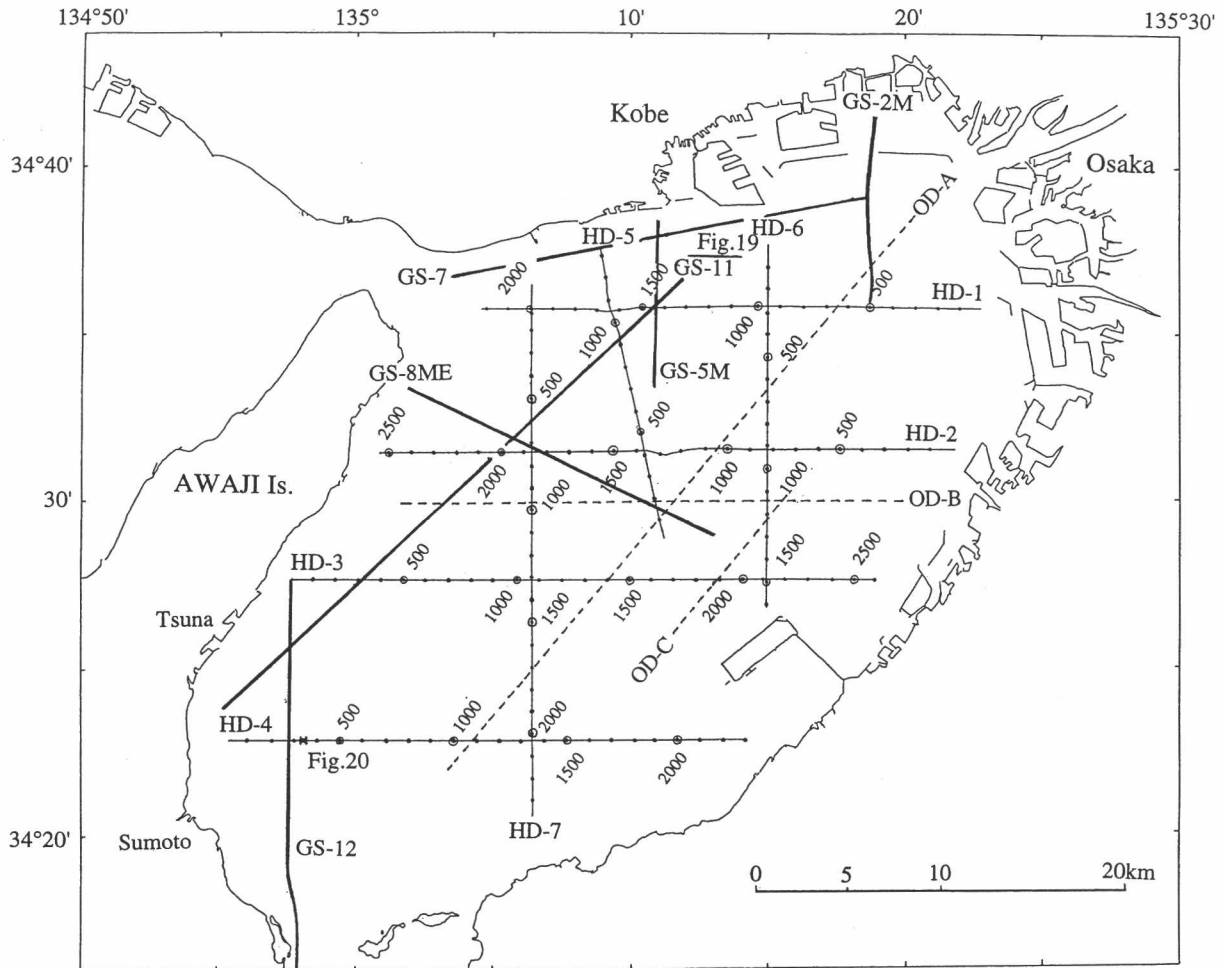 134°50'
135°
10'
20'
135°30'
GS-2M
Kobe
34°40'
Osaka
OD-A
HD-5
HD-6
Fig.19
GS-7
2000
GS-11
1500
500
HD-1
1000
1000
500
GS-8ME
500
GS-5M
2500
500
500
HD-2
AWAJI Is.
2000
1000
1500
1000
1000
30'
OD-B
HD-3
500
1500
2500
1000
1500
1500
2000
Tsuna
OD-C
HD-4
500
1000
2000
Fig.20
1500
2000
34°20'
Sumoto
GS-12
HD-7
0 5 10 20km